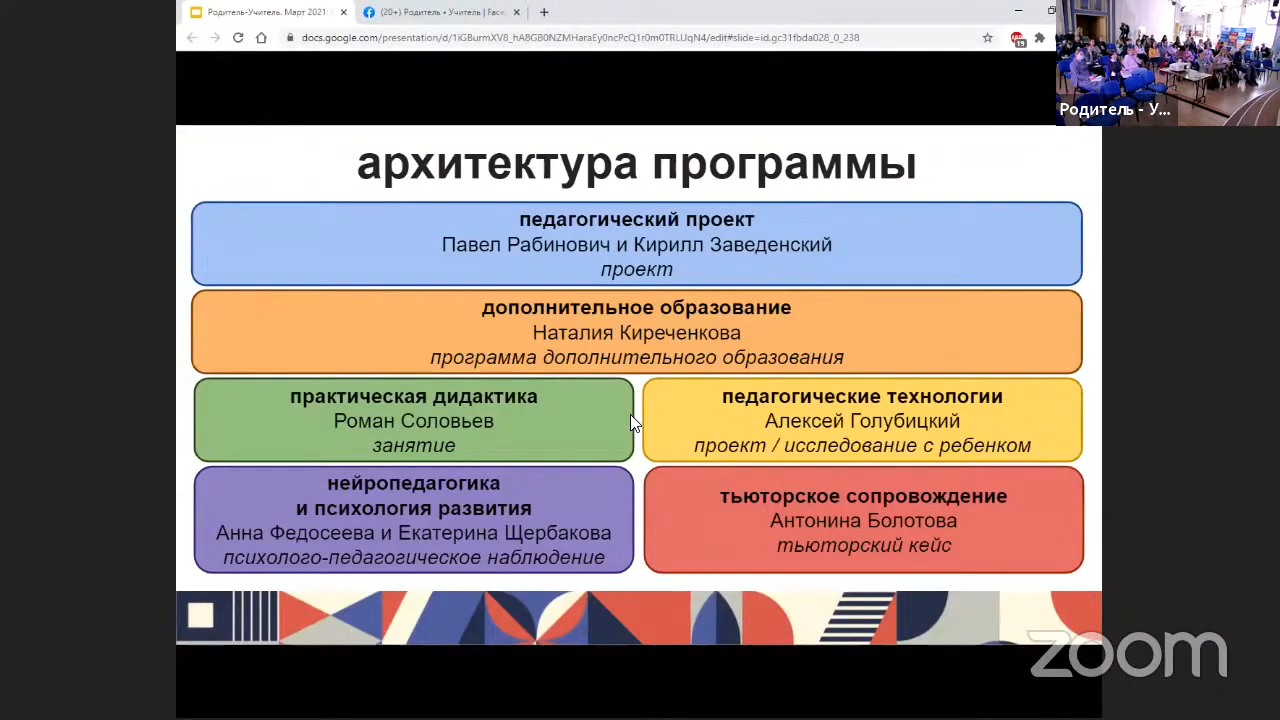 Родитель-Учитель. Март 2021:
(20+) Родитель • Учитель | Face
docs.google.com/presentation/d/1iGBurmXV8_hABGB0NZMHaraEy0ncPcQ1r0m0TRLUqN4/edit#slide=id.gc31fbda028_0_238
19
Родитель - У...
архитектура программы
педагогический проект
Павел Рабинович и Кирилл Заведенский
проект
дополнительное образование
Наталия Киреченкова
программа дополнительного образования
практическая дидактика
Роман Соловьев
занятие
педагогические технологии
Алексей Голубицкий
проект / исследование с ребенком
нейропедагогика
и психология развития
Анна Федосеева и Екатерина Щербакова
психолого-педагогическое наблюдение
тьюторское сопровождение
Антонина Болотова
тьюторский кейс
zoom